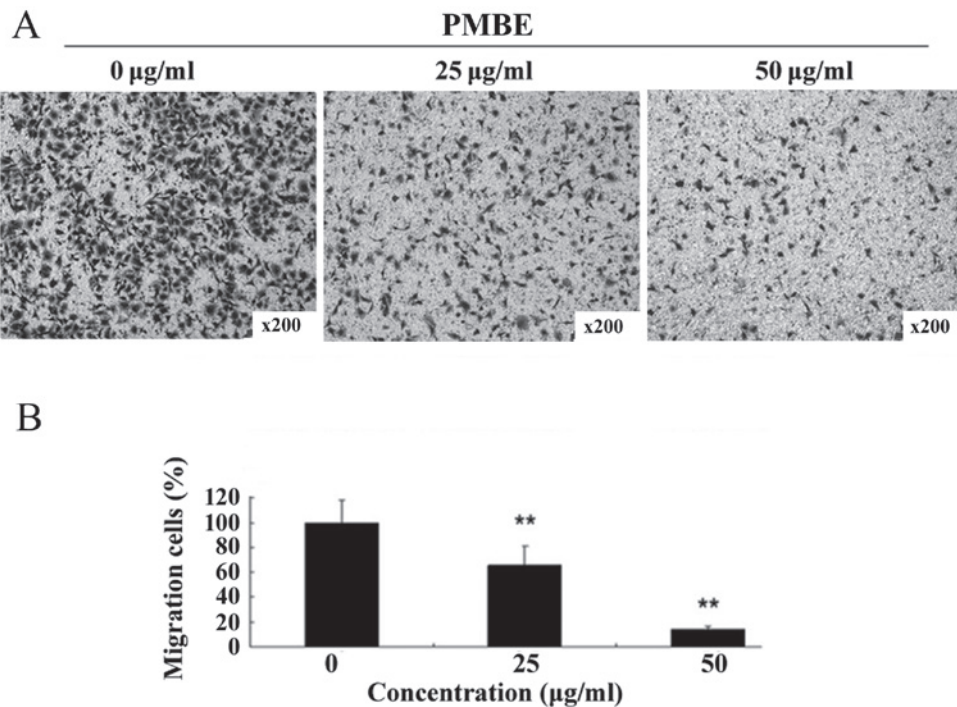 A
PMBE
0 µg/ml 25 µg/ml 50 µg/ml
x200 x200 x200
B
Migration cells (%)
120
100
80
60
40
20
0
**
**
0 25 50
Concentration (µg/ml)